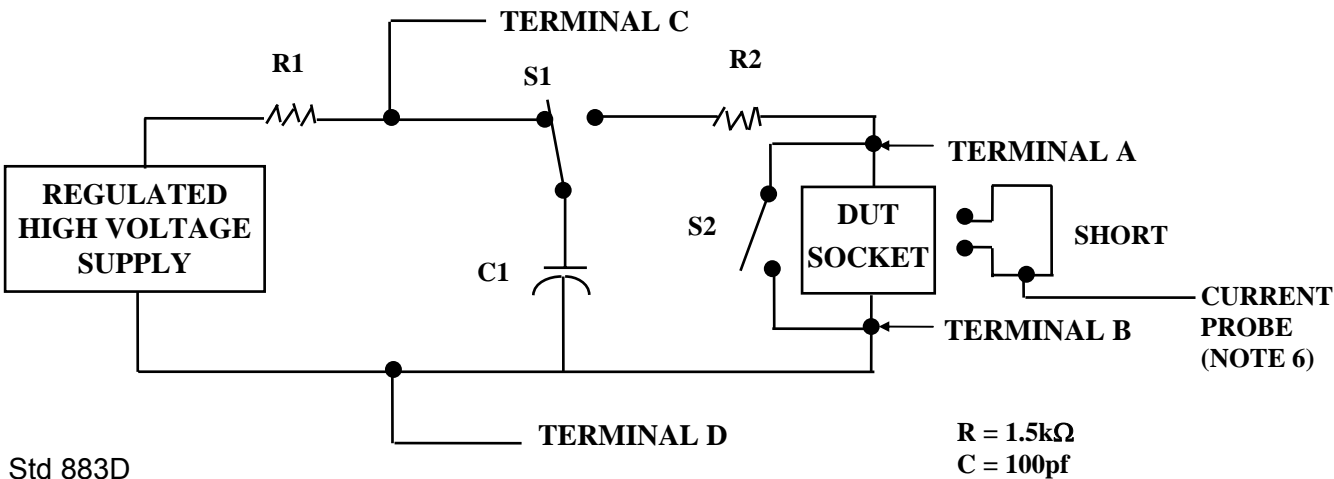 TERMINAL C
R1
S1
R2
TERMINAL A
REGULATED
HIGH VOLTAGE
SUPPLY
DUT
SOCKET
S2
SHORT
C1
CURRENT
PROBE
(NOTE 6)
TERMINAL B
TERMINAL D
R = 1.5kΩ
C = 100pf
Std 883D